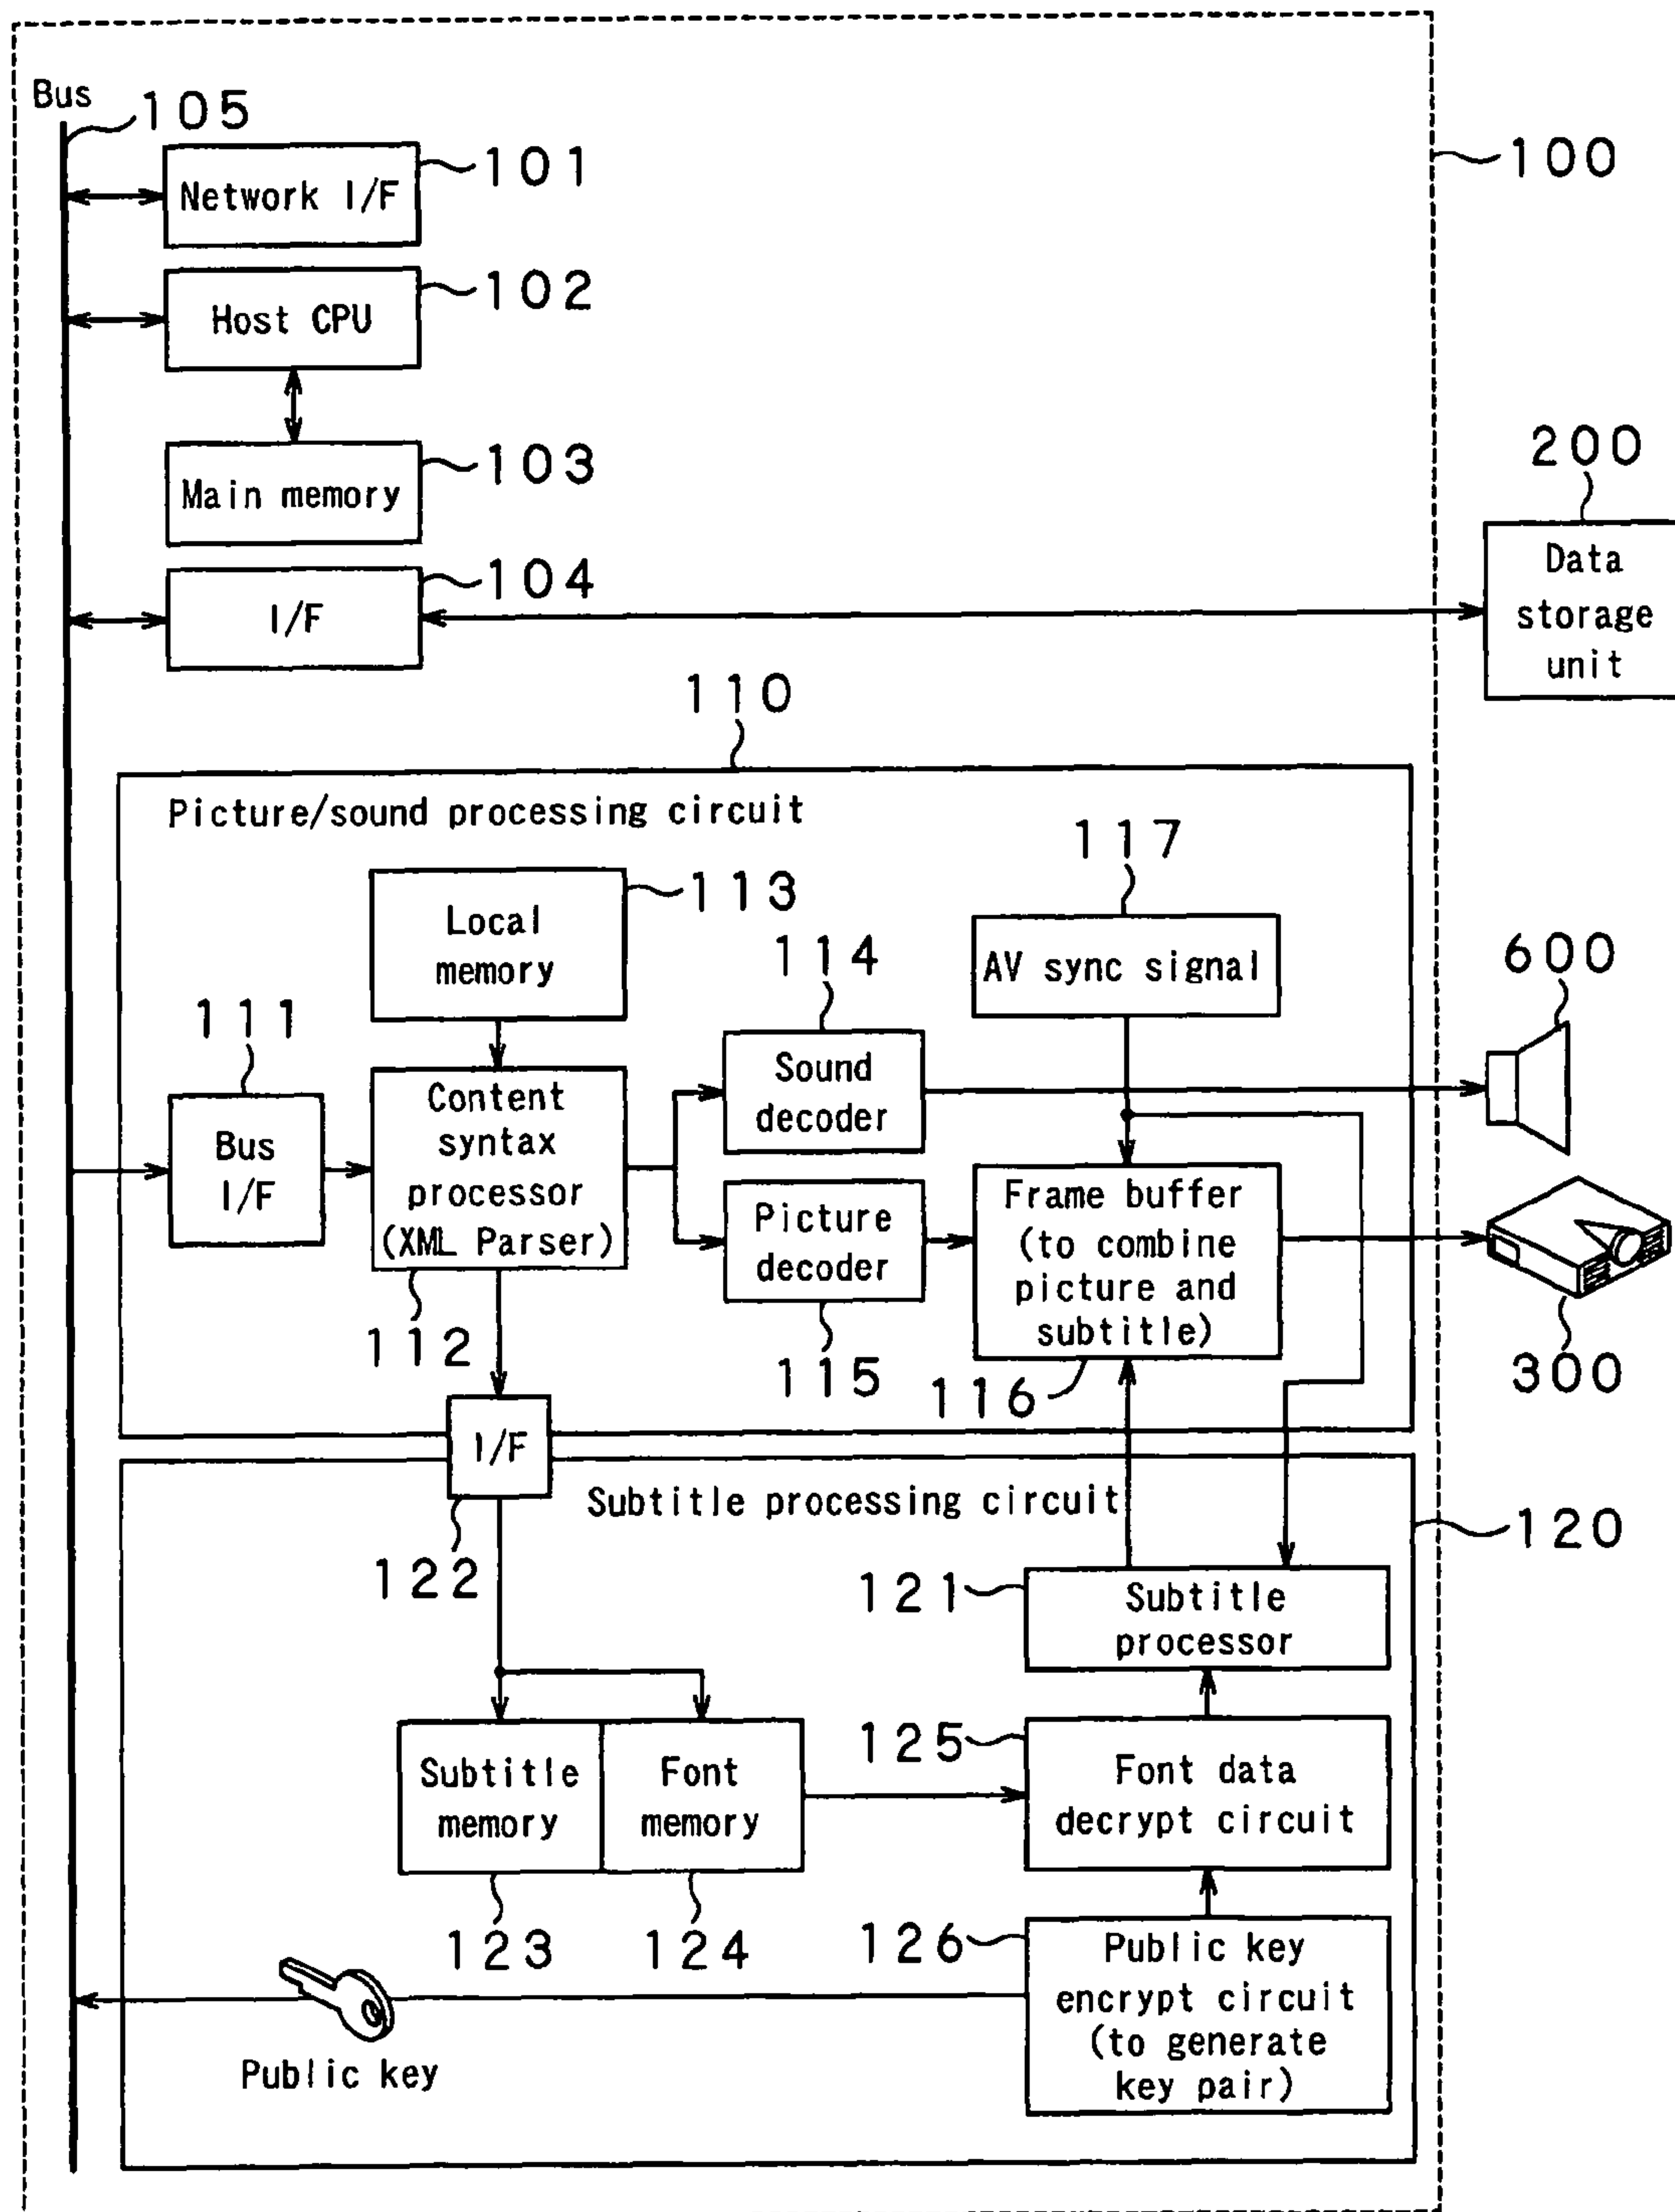 Bus
105
101
Network I/F
100
102
Host CPU
103
Main memory
200
104
I/F
Data
storage
unit
110
Picture/sound processing circuit
117
113
Local
memory
114
AV sync signal
600
111
Sound
decoder
Content
syntax
processor
(XML Parser)
Bus
I/F
Picture
decoder
Frame buffer
(to combine
picture and
subtitle)
112
115
116
300
I/F
Subtitle processing circuit
120
122
121
Subtitle
processor
125
Subtitle
memory
Font
memory
Font data
decrypt circuit
123
124
126
Public key
encrypt circuit
(to generate
key pair)
Public key